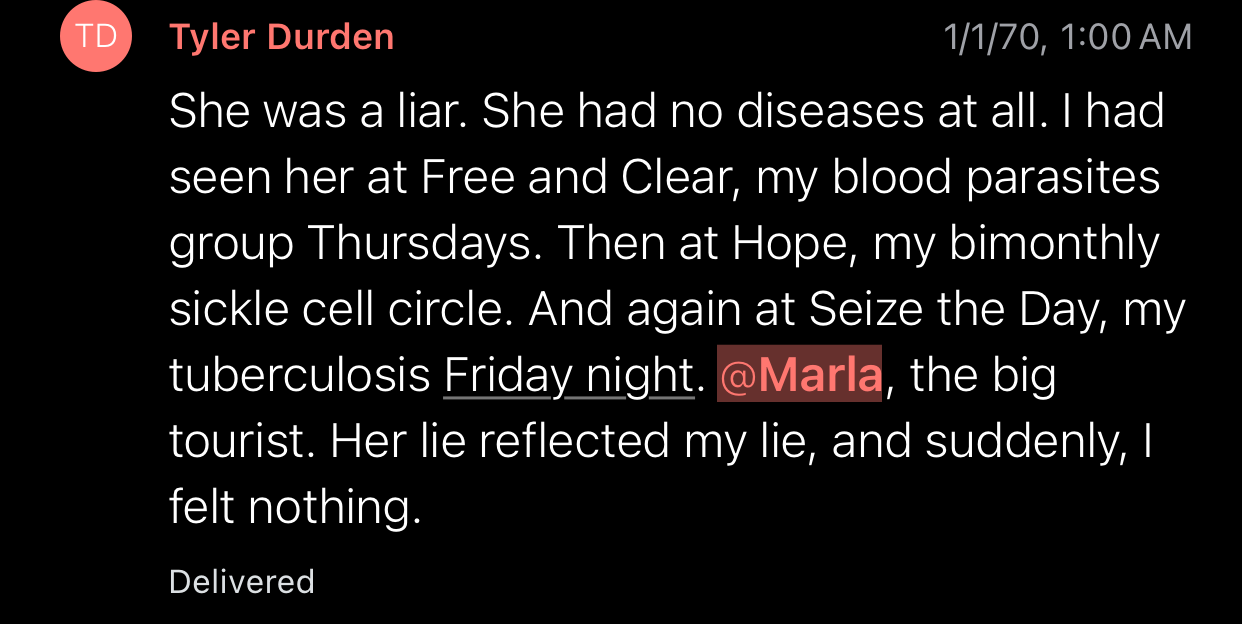 TD
Tyler Durden
1/1/70, 1:00 AM
She was a liar. She had no diseases at all. I had
seen her at Free and Clear, my blood parasites
group Thursdays. Then at Hope, my bimonthly
sickle cell circle. And again at Seize the Day, my
tuberculosis Friday night. @Marla, the big
tourist. Her lie reflected my lie, and suddenly, I
felt nothing.
Delivered